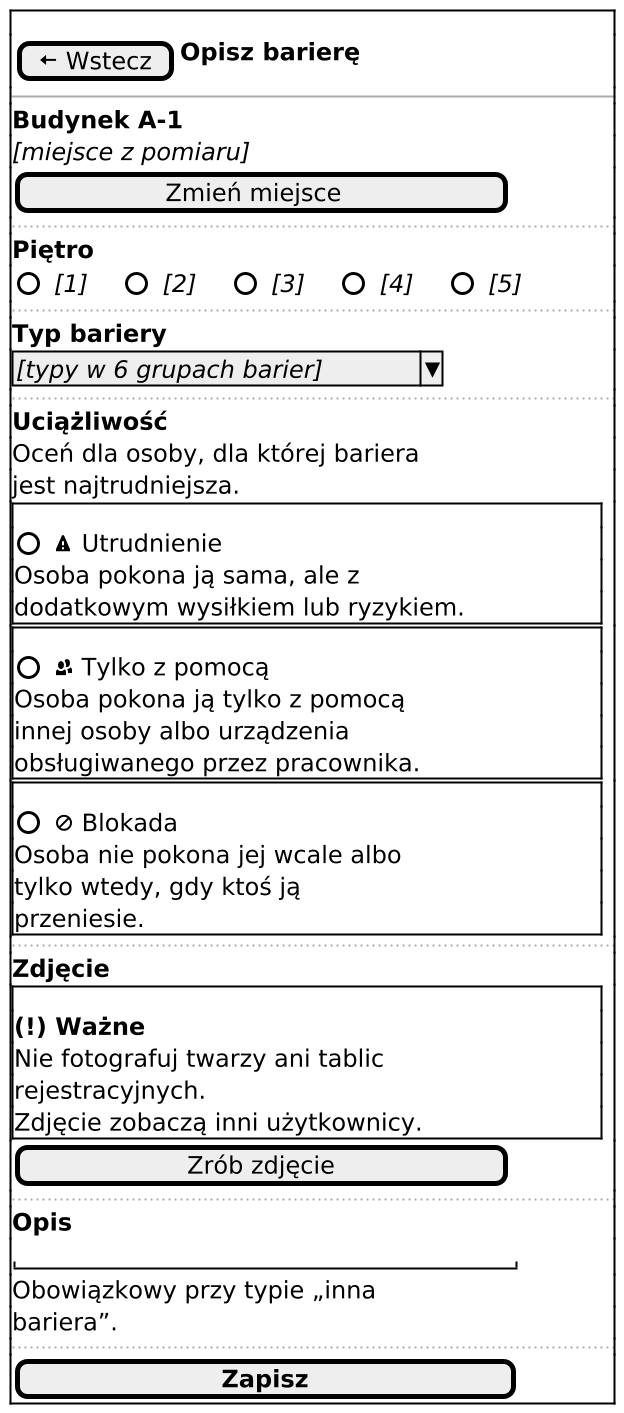 ← Wstecz Opisz barierę
Budynek A-1
[miejsce z pomiaru]
Zmień miejsce
Piętro
[1] [2] [3] [4] [5]
Typ bariery
[typy w 6 grupach barier] ▼
Uciążliwość
Oceń dla osoby, dla której bariera
jest najtrudniejsza.
Utrudnienie
Osoba pokona ją sama, ale z
dodatkowym wysiłkiem lub ryzykiem.
Tylko z pomocą
Osoba pokona ją tylko z pomocą
innej osoby albo urządzenia
obsługiwanego przez pracownika.
Blokada
Osoba nie pokona jej wcale albo
tylko wtedy, gdy ktoś ją
przeniesie.
Zdjęcie
(!) Ważne
Nie fotografuj twarzy ani tablic
rejestracyjnych.
Zdjęcie zobaczą inni użytkownicy.
Zrób zdjęcie
Opis
Obowiązkowy przy typie „inna
bariera”.
Zapisz